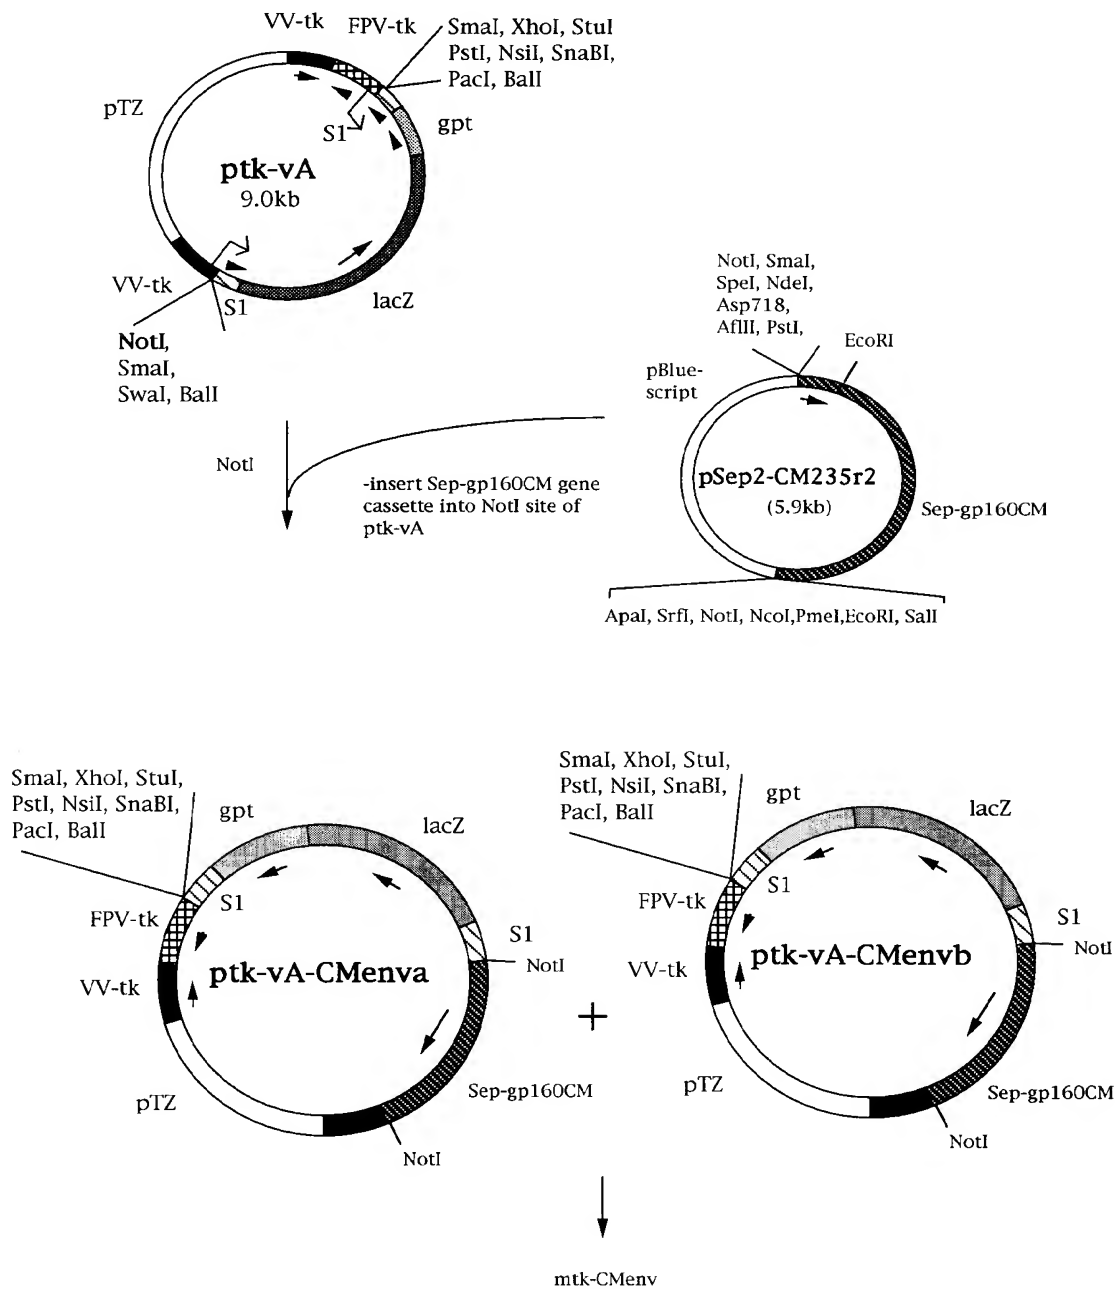 VV-tk
FPV-tk
SmaI, XhoI, StuI
PstI, NsiI, SnaBI,
PacI, BalI
pTZ
S1
gpt
ptk-vA
9.0kb
VV-tk
S1
lacZ
NotI,
SmaI,
SwaI, BalI
NotI, SmaI,
SpeI, NdeI,
Asp718,
AflII, PstI,
EcoRI
pBlue-
script
pSep2-CM235r2
(5.9kb)
Sep-gp160CM
NotI
-insert Sep-gp160CM gene
cassette into NotI site of
ptk-vA
ApaI, SrfI, NotI, NcoI,PmeI,EcoRI, SalI
SmaI, XhoI, StuI,
PstI, NsiI, SnaBI,
PacI, BalI
gpt
lacZ
FPV-tk
S1
S1
NotI
VV-tk
ptk-vA-CMenva
pTZ
Sep-gp160CM
NotI
+
SmaI, XhoI, StuI,
PstI, NsiI, SnaBI,
PacI, BalI
gpt
lacZ
FPV-tk
S1
S1
NotI
VV-tk
ptk-vA-CMenvb
pTZ
Sep-gp160CM
NotI
mtk-CMenv